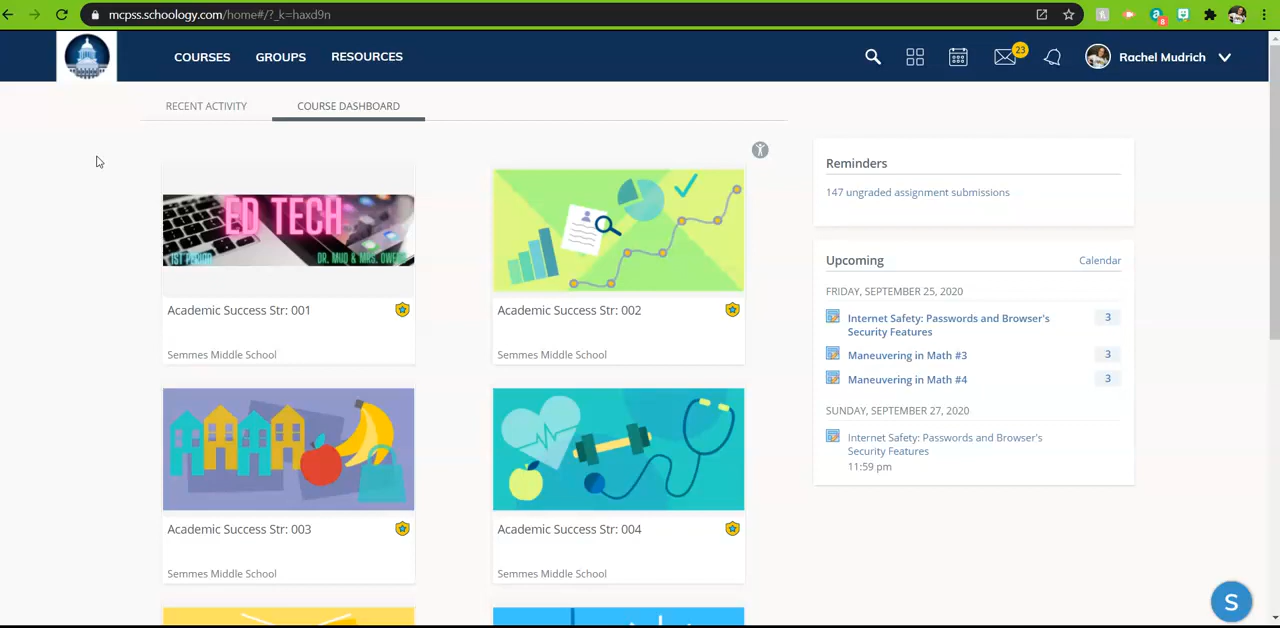 mcpss.schoology.com/home#/?_k=haxd9n
8
COURSES
GROUPS
RESOURCES
23
Rachel Mudrich
RECENT ACTIVITY
COURSE DASHBOARD
ED TECH
1ST PERIOD
Academic Success Str: 001
Semmes Middle School
Academic Success Str: 002
Semmes Middle School
Academic Success Str: 003
Semmes Middle School
Academic Success Str: 004
Semmes Middle School
Reminders
147 ungraded assignment submissions
Upcoming
Calendar
FRIDAY, SEPTEMBER 25, 2020
Internet Safety: Passwords and Browser's
Security Features
3
Maneuvering in Math #3
3
Maneuvering in Math #4
3
SUNDAY, SEPTEMBER 27, 2020
Internet Safety: Passwords and Browser's
Security Features
11:59 pm
S